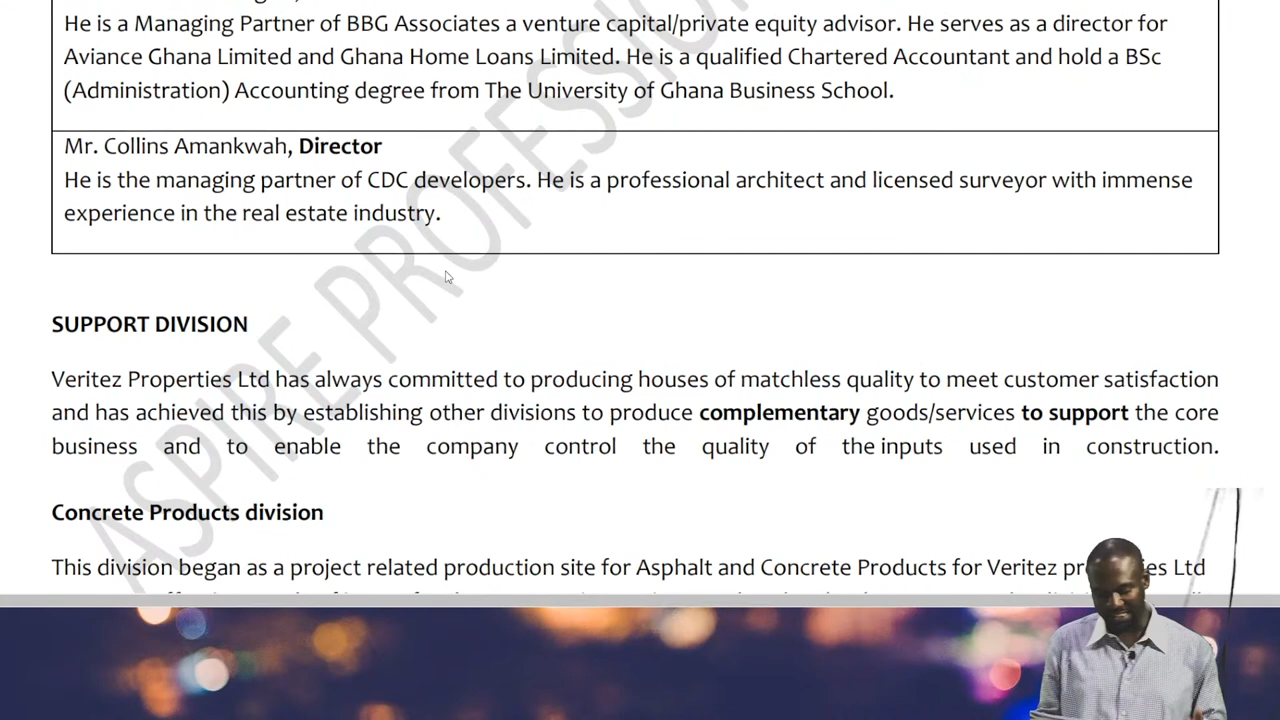 He is a Managing Partner of BBG Associates a venture capital/private equity advisor. He serves as a director for
Aviance Ghana Limited and Ghana Home Loans Limited. He is a qualified Chartered Accountant and hold a BSc
(Administration) Accounting degree from The University of Ghana Business School.
Mr. Collins Amankwah, Director
He is the managing partner of CDC developers. He is a professional architect and licensed surveyor with immense
experience in the real estate industry.
SUPPORT DIVISION
Veritez Properties Ltd has always committed to producing houses of matchless quality to meet customer satisfaction
and has achieved this by establishing other divisions to produce complementary goods/services to support the core
business and to enable the company control the quality of the inputs used in construction.
Concrete Products division
This division began as a project related production site for Asphalt and Concrete Products for Veritez Ltd
ASPIRE